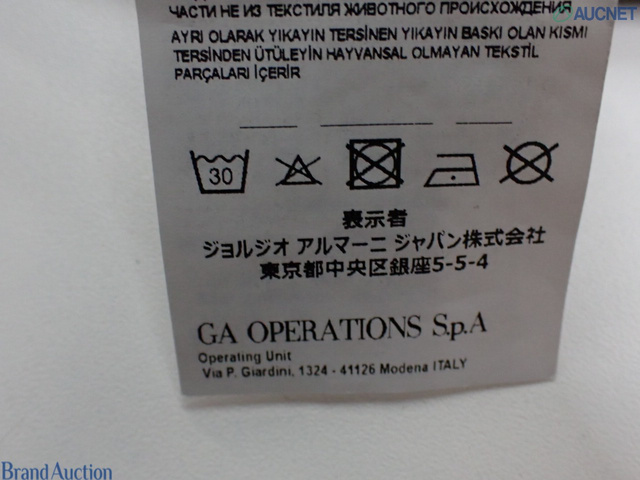 ЧАСТИ НЕ ИЗ ТЕКСТИЛЯ ЖИВОТНОГО ПРОИСХОЖДЕНИЯ
AUCNET
AYRI OLARAK YIKAYIN TERSİNEN YIKAYIN BASKI OLAN KISMI
TERSİNDEN ÜTÜLEYİN HAYVANSAL OLMAYAN TEKSTIL
PARÇALARI İÇERİR
30
表示者
ジョルジオ アルマーニ ジャパン株式会社
東京都中央区銀座5-5-4
GA OPERATIONS S.p.A
Operating Unit
Via P. Giardini, 1324 - 41126 Modena ITALY
Brand Auction